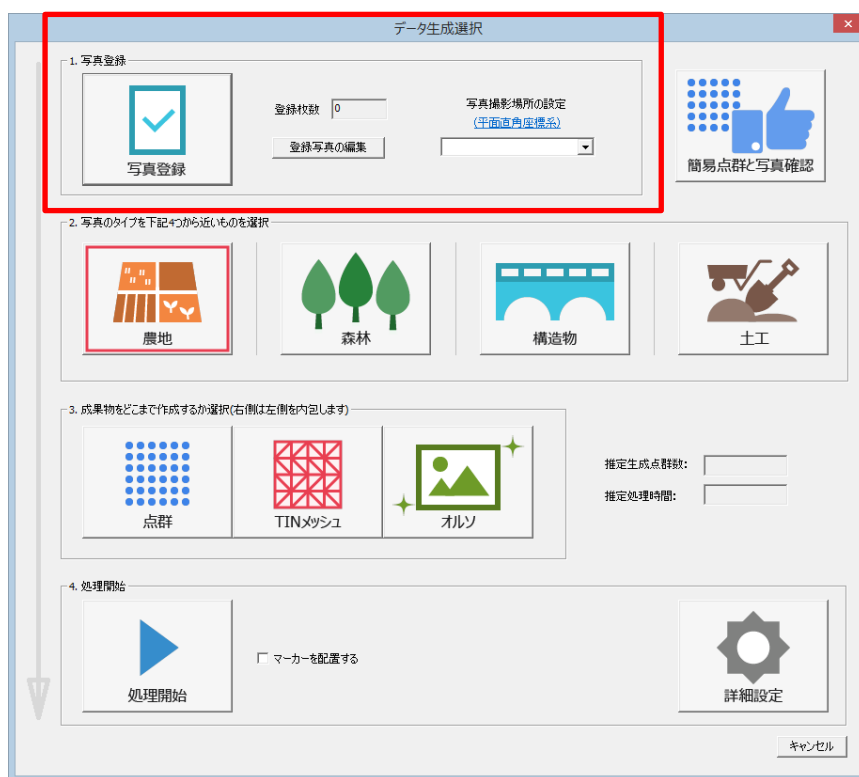 データ生成選択
1. 写真登録
写真登録
登録枚数 0
登録写真の編集
写真撮影場所の設定
(平面直角座標系)
簡易点群と写真確認
2. 写真のタイプを下記4つから近いものを選択
農地
森林
構造物
土工
3. 成果物をどこまで作成するか選択(右側は左側を内包します)
点群
TINメッシュ
オルソ
推定生成点群数:
推定処理時間:
4. 処理開始
処理開始
マーカーを配置する
詳細設定
キャンセル